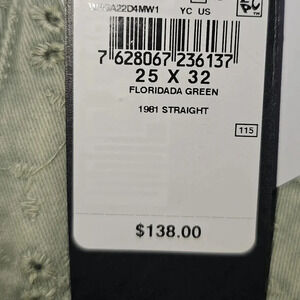 YC US
7 628067 236137
25 X 32
FLORIDADA GREEN
1981 STRAIGHT
115
$138.00